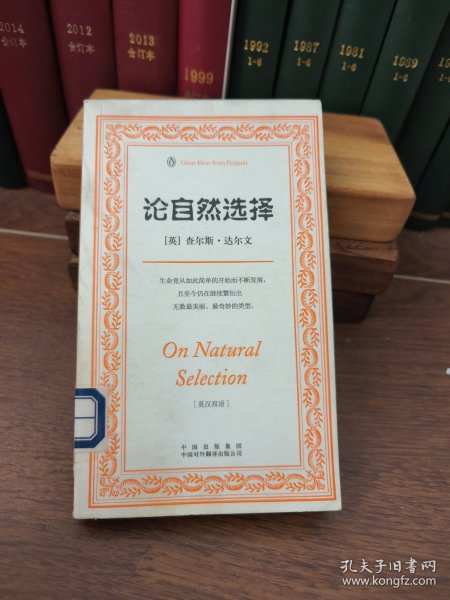 2014
合订本
2012
合订本
2013
合订本
1999
1992
1-6
1987
1-6
1981
1-6
1989
1-6
Great Ideas from Penguin
论自然选择
[英] 查尔斯·达尔文
生命竟从如此简单的开始而不断发展，
且至今仍在继续繁衍出
无数最美丽、最奇妙的类型。
On Natural
Selection
[英汉双语]
中国出版集团
中国对外翻译出版公司
孔夫子旧书网
www.kongfz.com